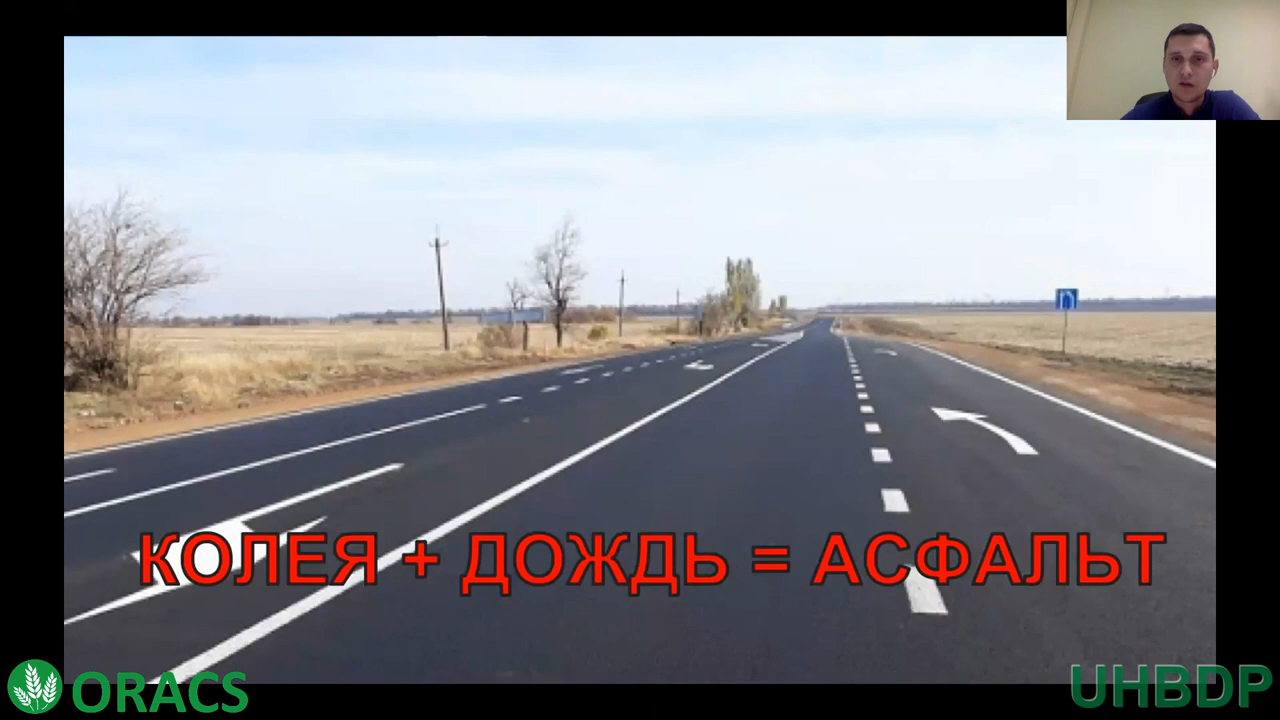 КОЛЕЯ + ДОЖДЬ = АСФАЛЬТ
ORACS
UHBDP